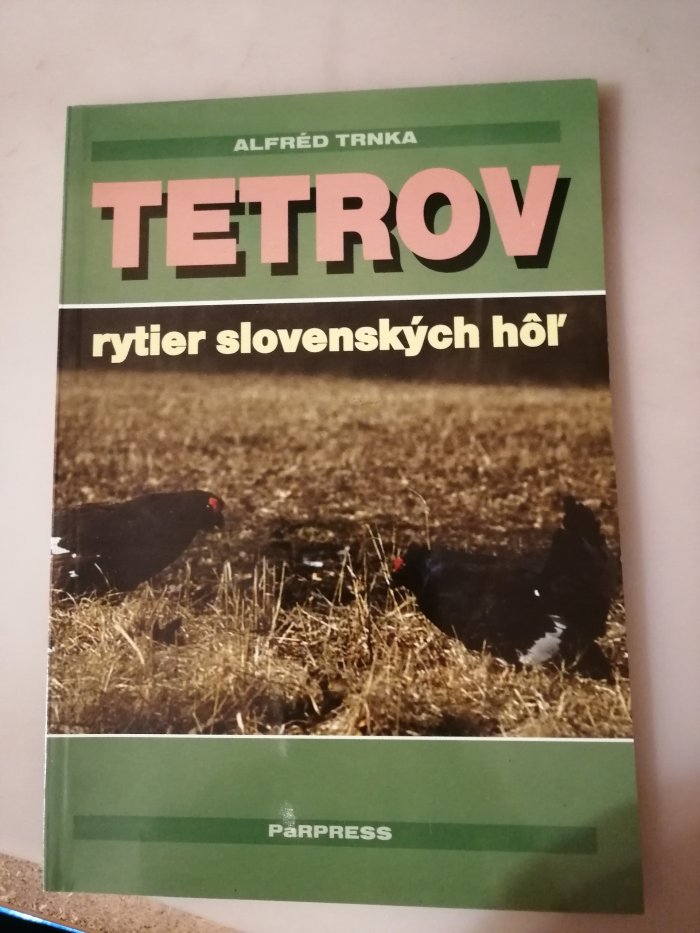 ALFRÉD TRNKA
TETROV
rytier slovenských hôľ
PaRPRESS